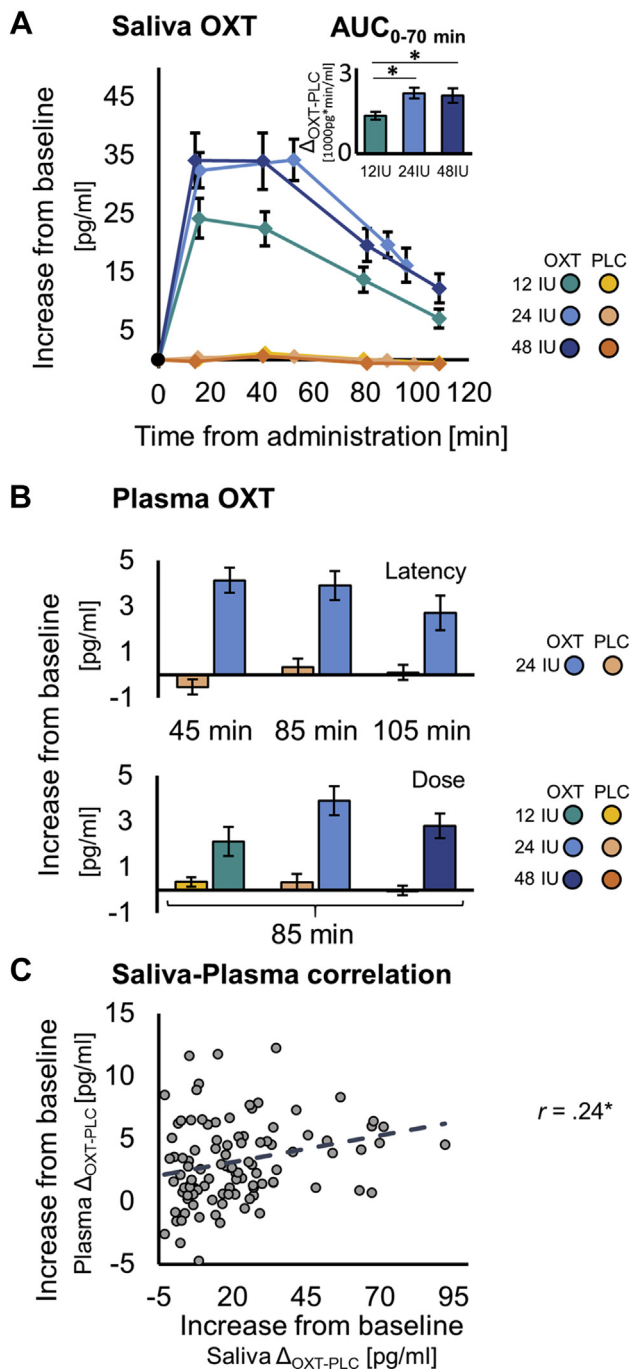 A
Saliva OXT
AUC0-70 min
45
35
25
15
5
Increase from baseline
[pg/ml]
0 20 40 60 80 100 120
Time from administration [min]
3
0
ΔOXT-PLC
[1000pg*min/ml]
*
*
12IU 24IU 48IU
OXT PLC
12 IU
24 IU
48 IU
B
Plasma OXT
Increase from baseline
[pg/ml]
5
3
1
-1
Latency
45 min 85 min 105 min
OXT PLC
24 IU
[pg/ml]
5
3
1
-1
Dose
85 min
OXT PLC
12 IU
24 IU
48 IU
C
Saliva-Plasma correlation
Increase from baseline
Plasma ΔOXT-PLC [pg/ml]
15
10
5
0
-5
r = .24*
-5 20 45 70 95
Increase from baseline
Saliva ΔOXT-PLC [pg/ml]